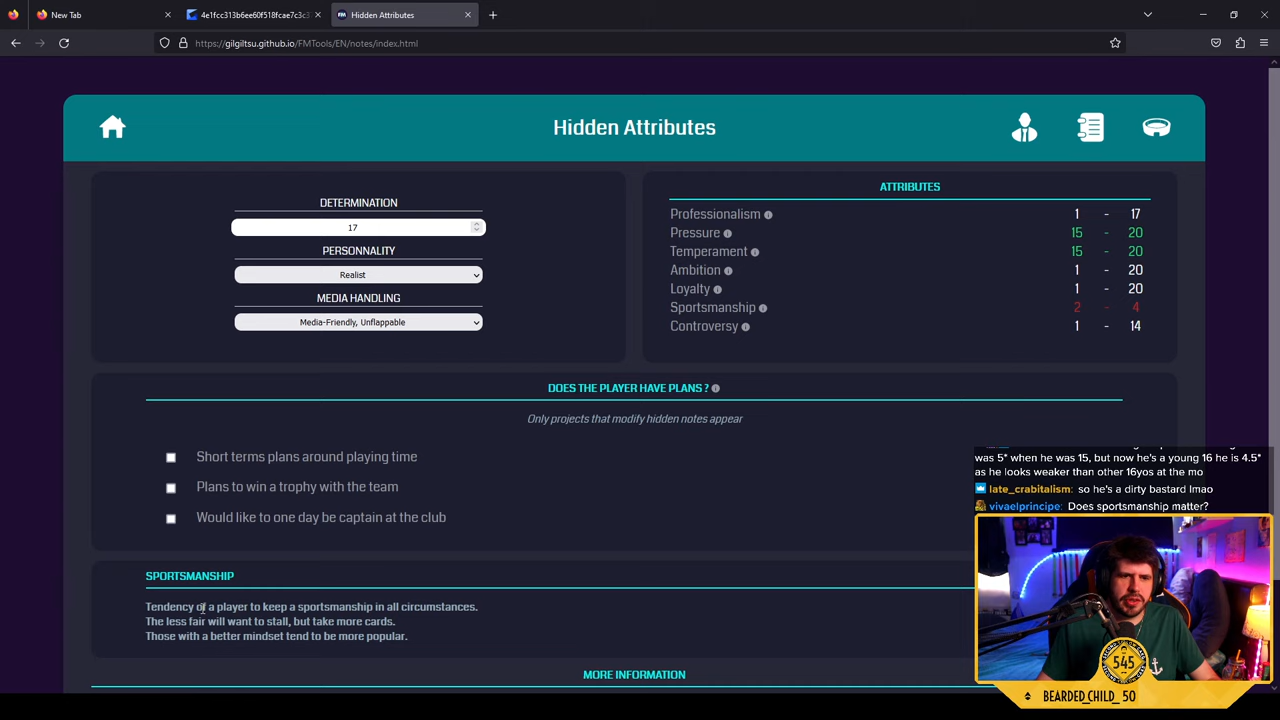 New Tab
4e1fcc313b6ee60f518fcae7c3c3
Hidden Attributes
https://gilgiltsu.github.io/FMTools/EN/notes/index.html
Hidden Attributes
DETERMINATION
17
PERSONNALITY
Realist
MEDIA HANDLING
Media-Friendly, Unflappable
ATTRIBUTES
Professionalism 1 - 17
Pressure 15 - 20
Temperament 15 - 20
Ambition 1 - 20
Loyalty 1 - 20
Sportsmanship 2 - 4
Controversy 1 - 14
DOES THE PLAYER HAVE PLANS ?
Only projects that modify hidden notes appear
Short terms plans around playing time
Plans to win a trophy with the team
Would like to one day be captain at the club
SPORTSMANSHIP
Tendency of a player to keep a sportsmanship in all circumstances.
The less fair will want to stall, but take more cards.
Those with a better mindset tend to be more popular.
MORE INFORMATION
was 5* when he was 15, but now he's a young 16 he is 4.5*
as he looks weaker than other 16yos at the mo
late_crabitalism: so he's a dirty bastard lmao
vivaelprincipe: Does sportsmanship matter?
545
BEARDED_CHILD_ 50